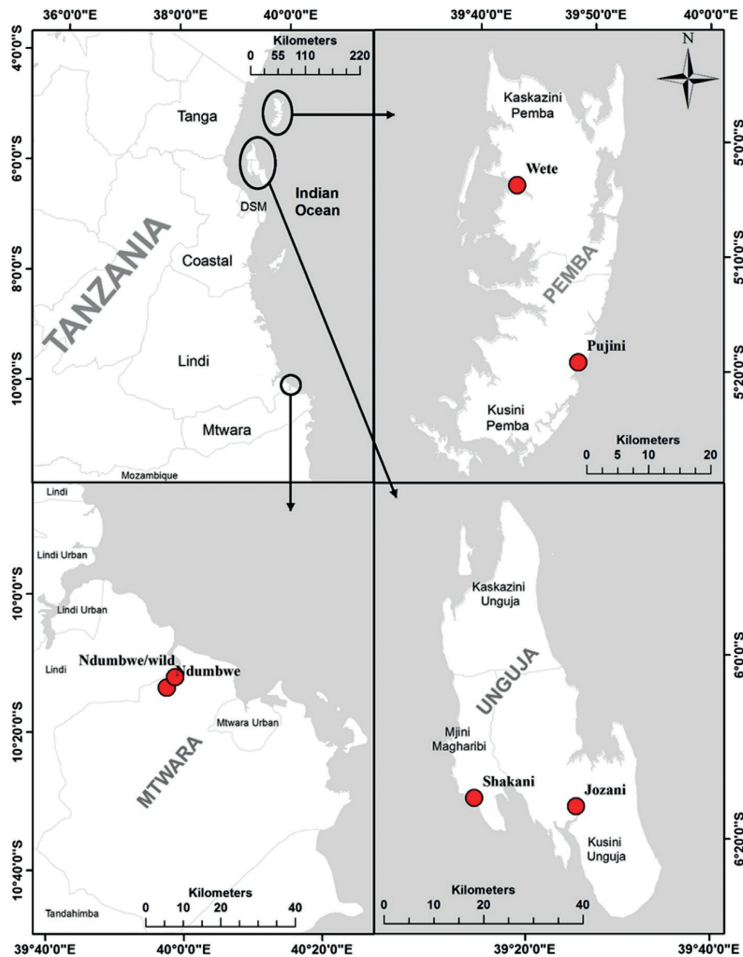 36°0'0"E
38°0'0"E
40°0'0"E
39°40'0"E
39°50'0"E
40°0'0"E
4°0'0"S
6°0'0"S
8°0'0"S
10°0'0"S
Kilometers
0 55 110 220
Tanga
DSM
Indian
Ocean
Coastal
TANZANIA
Lindi
Mtwara
Mozambique
N
Kaskazini
Pemba
Wete
PEMBA
Pujini
Kusini
Pemba
Kilometers
0 5 10 15 20
5°0'0"S
5°10'0"S
5°20'0"S
Lindi
Lindi Urban
Lindi Urban
Lindi
Ndumbwe/wild
Ndumbwe
Mtwara Urban
MTWARA
Kilometers
0 10 20 40
Tandahimba
10°0'0"S
10°20'0"S
10°40'0"S
Kaskazini
Unguja
UNGUJA
Mjini
Magharibi
Shakani
Jozani
Kusini
Unguja
Kilometers
0 10 20 40
6°0'0"S
6°20'0"S
39°40'0"E
40°0'0"E
40°20'0"E
39°20'0"E
39°40'0"E